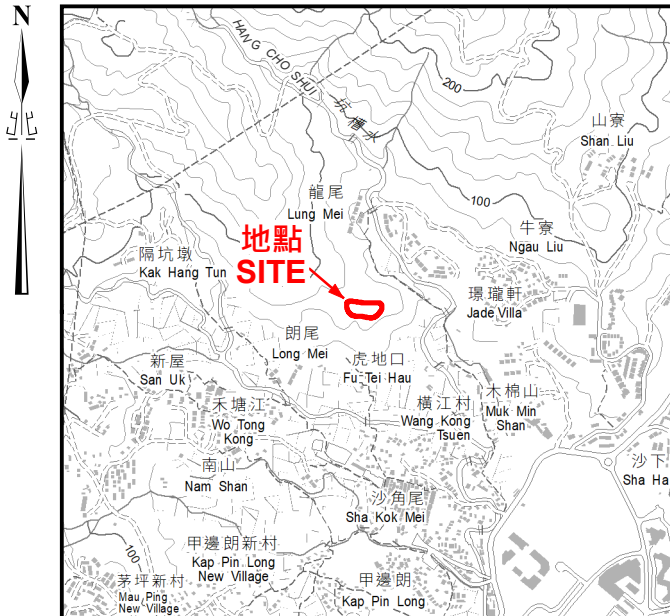 N
北
HANG CHO SHUI
坑槽水
200
山寮
Shan Liu
100
龍尾
Lung Mei
牛寮
Ngau Liu
地點
SITE
隔坑墩
Kak Hang Tun
璟瓏軒
Jade Villa
朗尾
Long Mei
虎地口
Fu Tei Hau
新屋
San Uk
木棉山
Muk Min
Shan
禾塘江
Wo Tong
Kong
橫江村
Wang Kong
Tsuen
南山
Nam Shan
沙下
Sha Ha
沙角尾
Sha Kok Mei
100
甲邊朗新村
Kap Pin Long
New Village
茅坪新村
Mau Ping
New Village
甲邊朗
Kap Pin Long